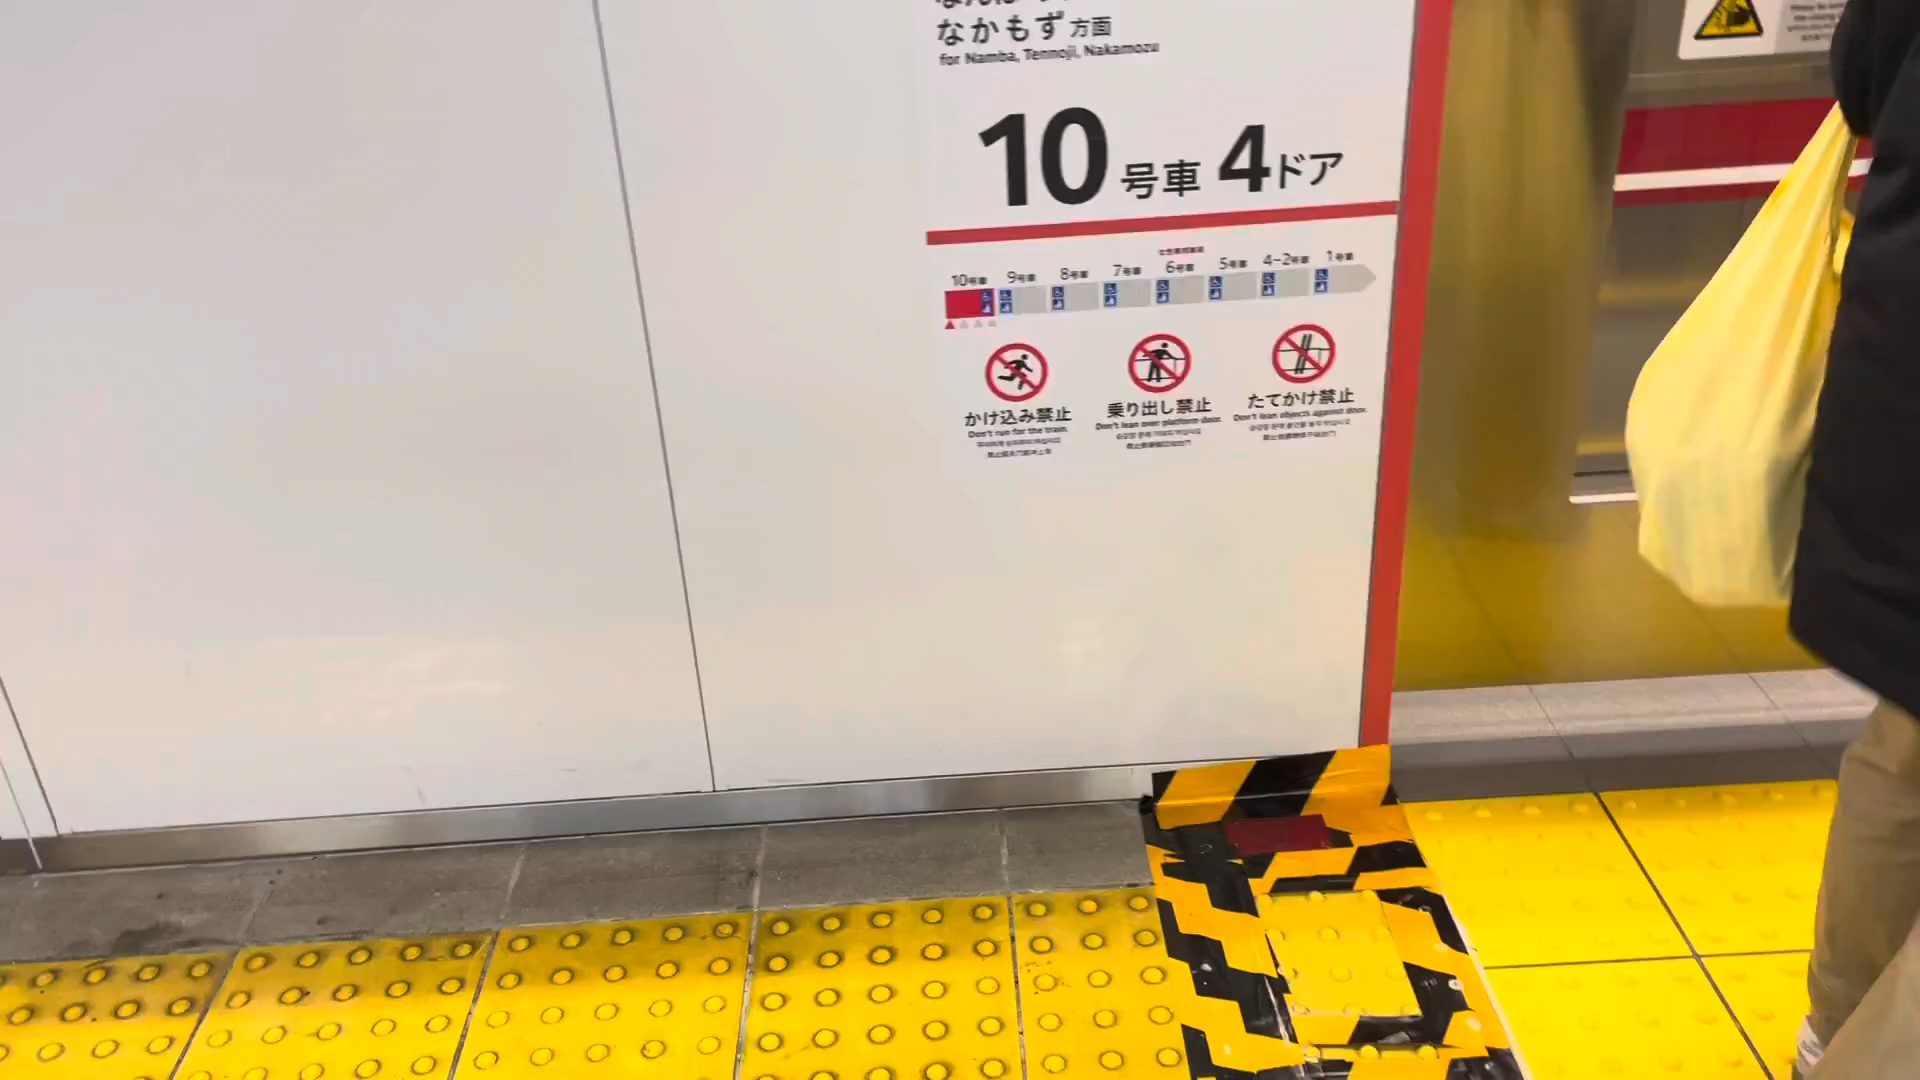 なかもず方面
for Namba, Tennoji, Nakamozu
10号車 4ドア
10号車 9号車 8号車 7号車 6号車 5号車 4-2号車 1号車
かけ込み禁止
Don't run for the train.
乗り出し禁止
Don't lean over platform door.
たてかけ禁止
Don't lean objects against door.